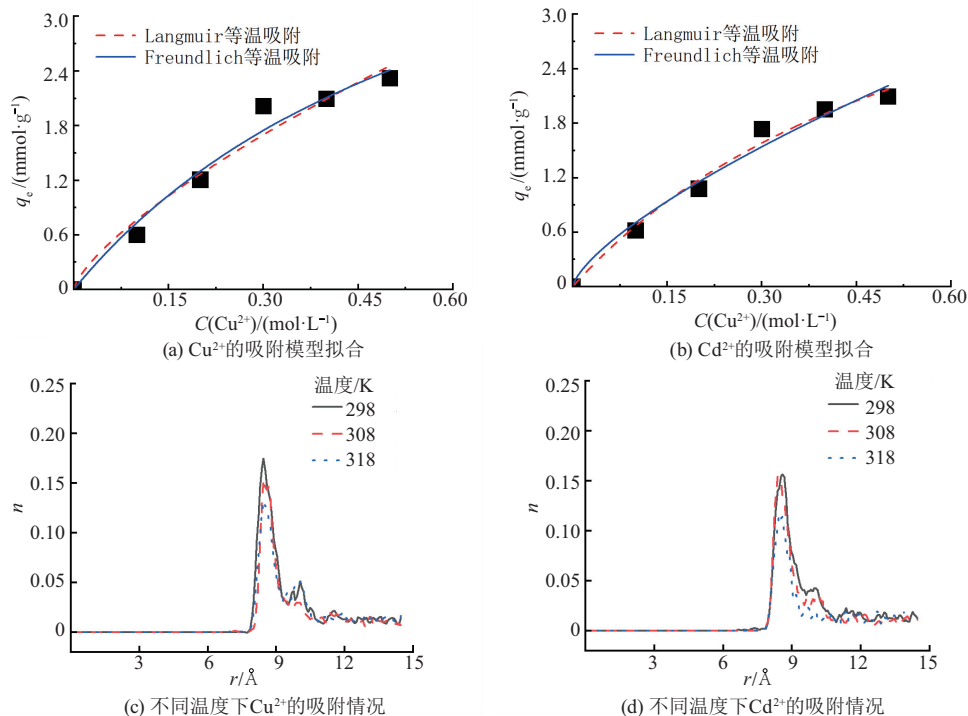 3.0
2.4
1.8
1.2
0.6
0
qe/(mmol·g⁻¹)
Langmuir等温吸附
Freundlich等温吸附
0.15 0.30 0.45 0.60
C(Cu²⁺)/(mol·L⁻¹)
(a) Cu²⁺的吸附模型拟合
3.0
2.4
1.8
1.2
0.6
0
qe/(mmol·g⁻¹)
Langmuir等温吸附
Freundlich等温吸附
0.15 0.30 0.45 0.60
C(Cu²⁺)/(mol·L⁻¹)
(b) Cd²⁺的吸附模型拟合
0.25
0.20
0.15
0.10
0.05
0
n
温度/K
298
308
318
3 6 9 12 15
r/Å
(c) 不同温度下Cu²⁺的吸附情况
0.25
0.20
0.15
0.10
0.05
0
n
温度/K
298
308
318
3 6 9 12 15
r/Å
(d) 不同温度下Cd²⁺的吸附情况